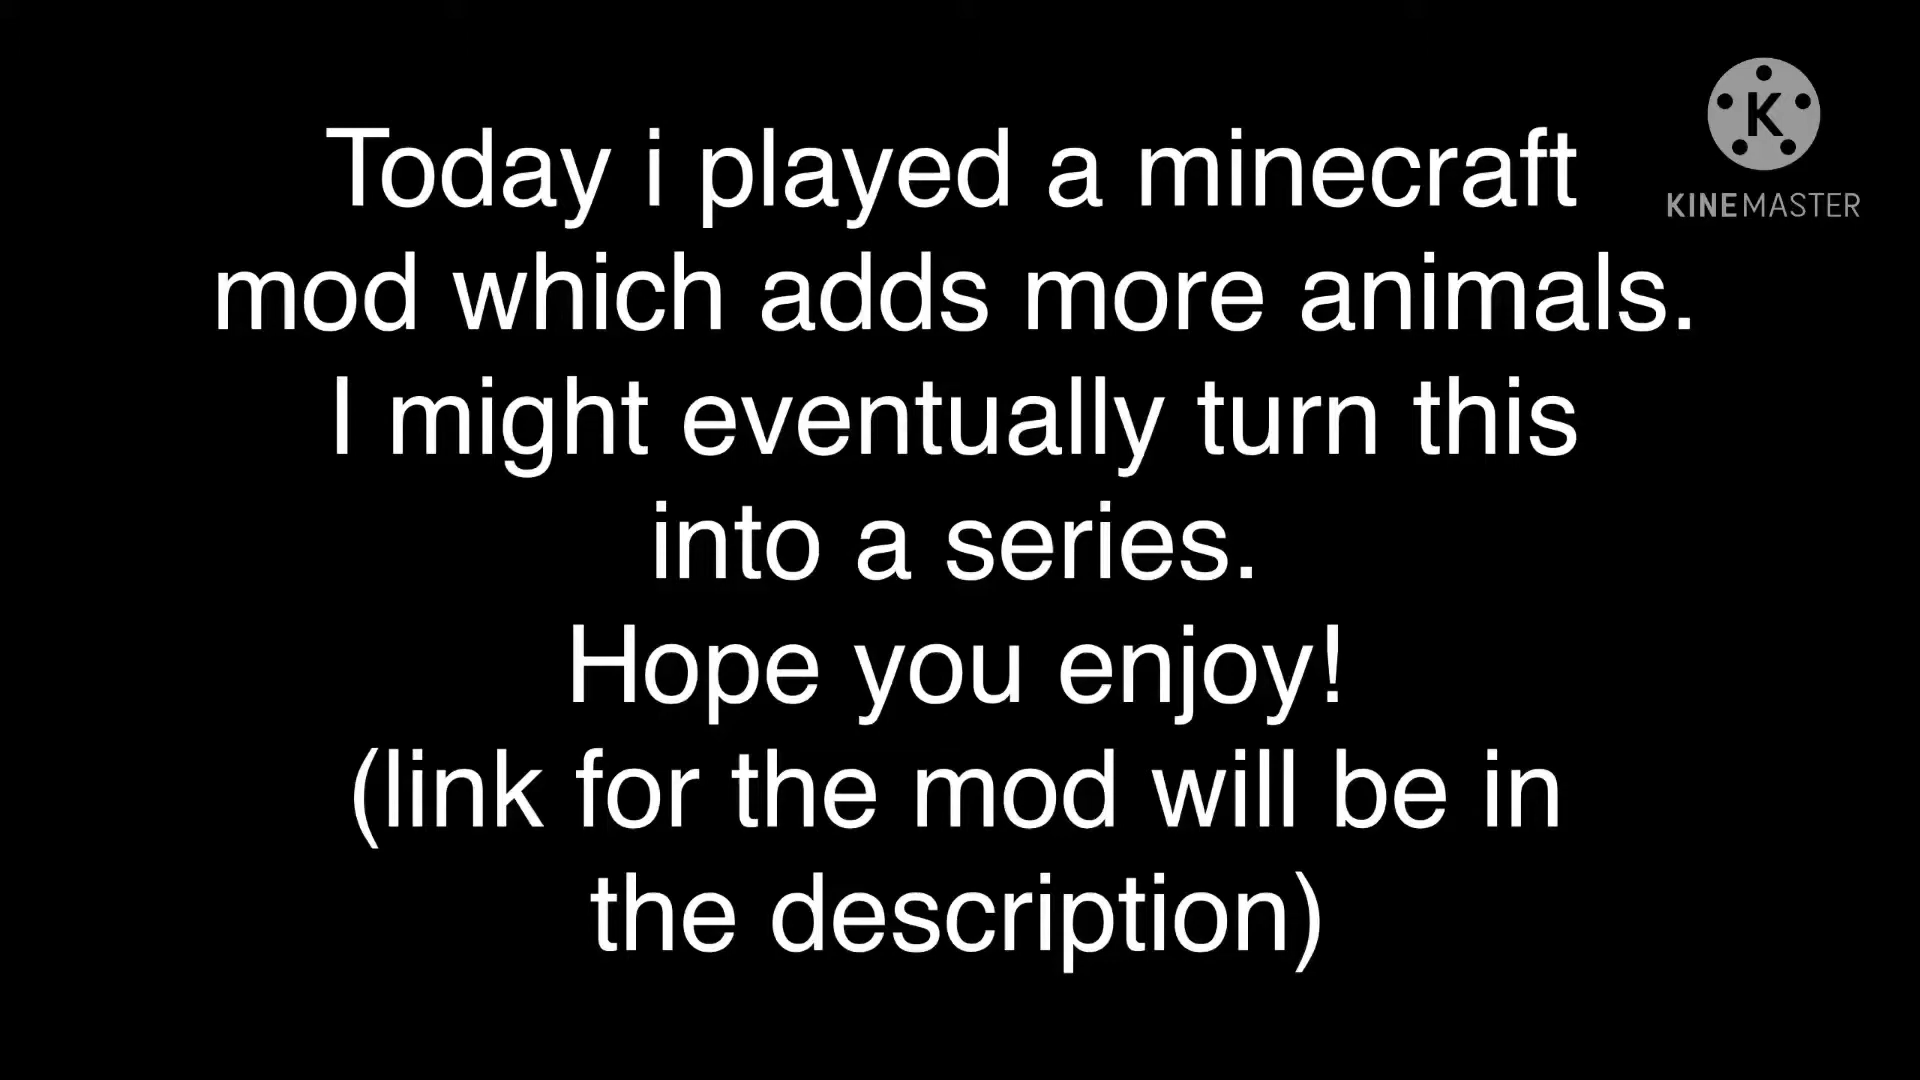 Today i played a minecraft
mod which adds more animals.
I might eventually turn this
into a series.
Hope you enjoy!
(link for the mod will be in
the description)
K
KINEMASTER